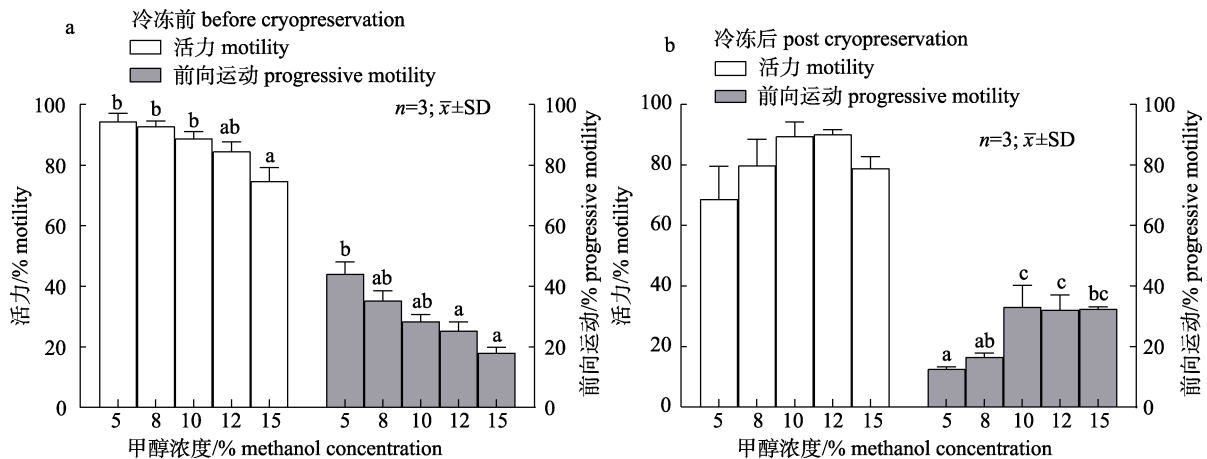 a
冷冻前 before cryopreservation
活力 motility
前向运动 progressive motility
n=3; x̄±SD
100
80
60
40
20
0
活力/% motility
b
b
b
ab
a
b
ab
ab
a
a
100
80
60
40
20
0
前向运动/% progressive motility
5 8 10 12 15 5 8 10 12 15
甲醇浓度/% methanol concentration
b
冷冻后 post cryopreservation
活力 motility
前向运动 progressive motility
n=3; x̄±SD
100
80
60
40
20
0
活力/% motility
a
ab
c
c
bc
100
80
60
40
20
0
前向运动/% progressive motility
5 8 10 12 15 5 8 10 12 15
甲醇浓度/% methanol concentration